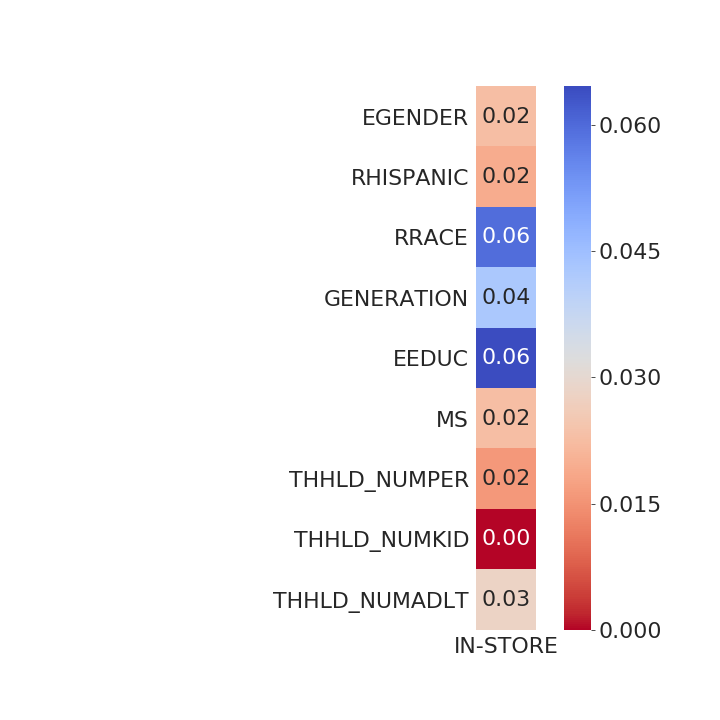 EGENDER 0.02
RHISPANIC 0.02
RRACE 0.06
GENERATION 0.04
EEDUC 0.06
MS 0.02
THHLD_NUMPER 0.02
THHLD_NUMKID 0.00
THHLD_NUMADLT 0.03
IN-STORE
0.060
0.045
0.030
0.015
0.000